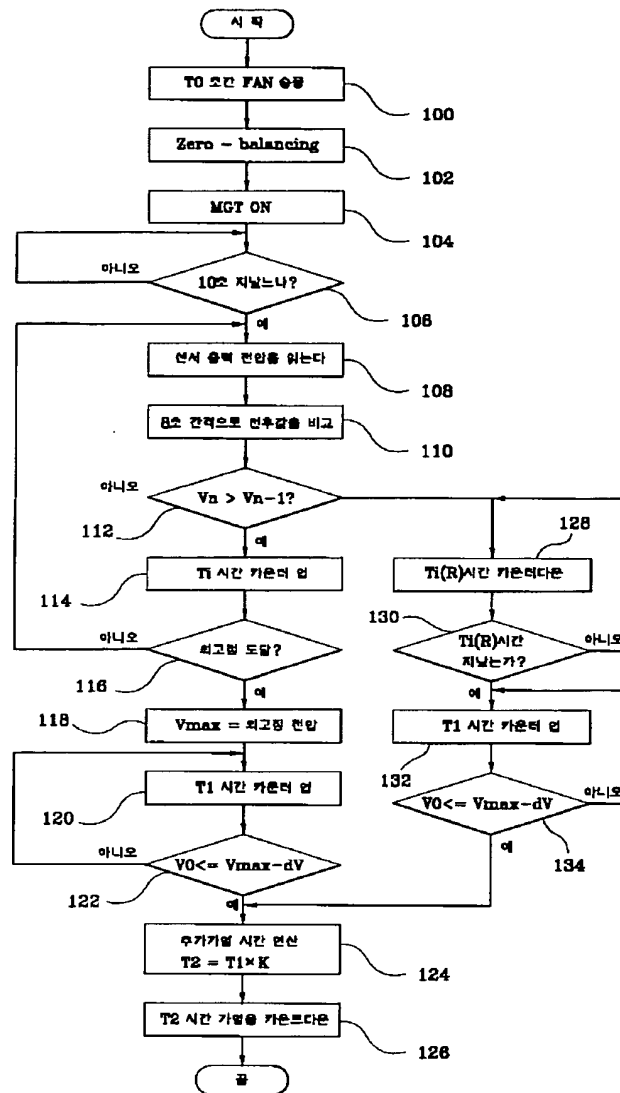 시 작
T0 초간 FAN 송풍
100
Zero - balancing
102
MGT ON
104
아니오
10초 지났느냐?
106
예
센서 출력 전압을 읽는다
108
8초 간격으로 전후값을 비교
110
아니오
Vn > Vn-1?
112
예
Ti 시간 카운터 업
114
아니오
최고점 도달?
116
예
Vmax = 최고점 전압
118
T1 시간 카운터 업
120
아니오
V0<= Vmax-dV
122
예
추가가열 시간 연산
T2 = T1×K
124
T2 시간 가열을 카운트다운
126
끝
128
Ti(R)시간 카운터다운
130
Ti(R)시간
지났는가?
아니오
예
T1 시간 카운터 업
132
V0<= Vmax-dV
아니오
134
예